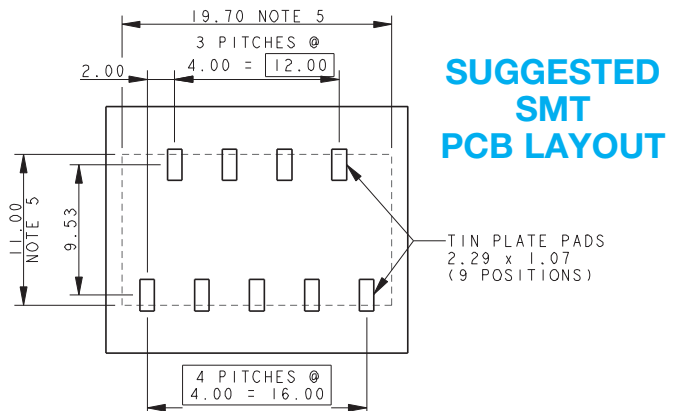 19.70 NOTE 5
3 PITCHES @
4.00 = 12.00
2.00
SUGGESTED
SMT
PCB LAYOUT
11.00
NOTE 5
9.53
TIN PLATE PADS
2.29 x 1.07
(9 POSITIONS)
4 PITCHES @
4.00 = 16.00